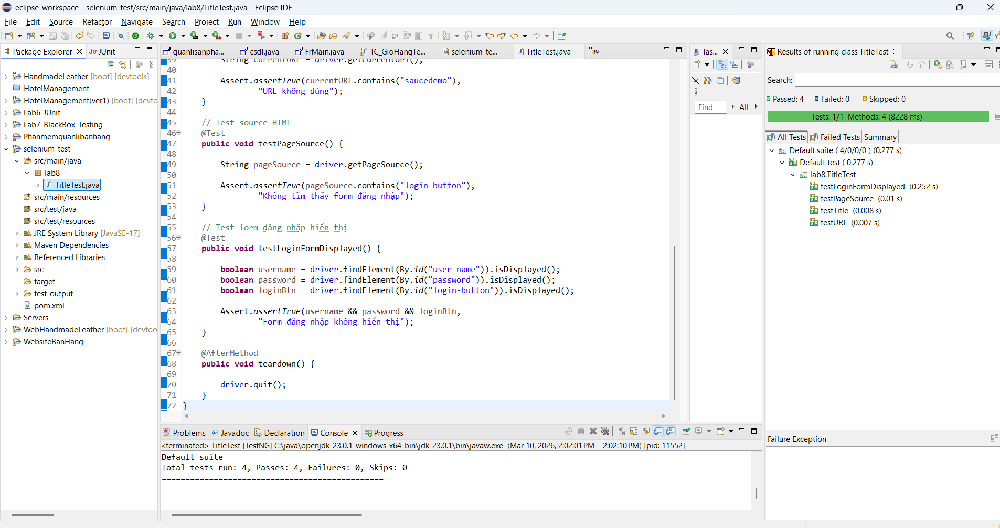 eclipse-workspace - selenium-test/src/main/java/lab8/TitleTest.java - Eclipse IDE
File Edit Source Refactor Navigate Search Project Run Window Help
Package Explorer
JUnit
HandmadeLeather [boot] [devtools]
HotelManagement
HotelManagement(ver1) [boot] [devto
Lab6_JUnit
Lab7_BlackBox_Testing
Phanmemquanlibanhang
selenium-test
src/main/java
lab8
TitleTest.java
src/main/resources
src/test/java
src/test/resources
JRE System Library [JavaSE-17]
Maven Dependencies
Referenced Libraries
src
target
test-output
pom.xml
Servers
WebHandmadeLeather [boot] [devtoo
WebsiteBanHang
quanlisanpha... csdl.java FrMain.java TC_GioHangTe... selenium-te... TitleTest.java 89
39 String currentURL = driver.getCurrentUrl();
40
41 Assert.assertTrue(currentURL.contains("saucedemo"),
42 "URL không đúng");
43 }
44
45 // Test source HTML
46 @Test
47 public void testPageSource() {
48
49 String pageSource = driver.getPageSource();
50
51 Assert.assertTrue(pageSource.contains("login-button"),
52 "Không tìm thấy form đăng nhập");
53 }
54
55 // Test form đăng nhập hiển thị
56 @Test
57 public void testLoginFormDisplayed() {
58
59 boolean username = driver.findElement(By.id("user-name")).isDisplayed();
60 boolean password = driver.findElement(By.id("password")).isDisplayed();
61 boolean loginBtn = driver.findElement(By.id("login-button")).isDisplayed();
62
63 Assert.assertTrue(username && password && loginBtn,
64 "Form đăng nhập không hiển thị");
65 }
66
67 @AfterMethod
68 public void teardown() {
69
70 driver.quit();
71 }
72 }
Tas...
Find All
Problems Javadoc Declaration Console Progress
<terminated> TitleTest [TestNG] C:\java\openjdk-23.0.1_windows-x64_bin\jdk-23.0.1\bin\javaw.exe (Mar 10, 2026, 2:02:01 PM – 2:02:10 PM) [pid: 11552]
Default suite
Total tests run: 4, Passes: 4, Failures: 0, Skips: 0
===============================================
Results of running class TitleTest
Search:
Passed: 4 Failed: 0 Skipped: 0
Tests: 1/1 Methods: 4 (8228 ms)
All Tests Failed Tests Summary
Default suite ( 4/0/0/0 ) (0.277 s)
Default test ( 0.277 s)
lab8.TitleTest
testLoginFormDisplayed (0.252 s)
testPageSource (0.01 s)
testTitle (0.008 s)
testURL (0.007 s)
Failure Exception